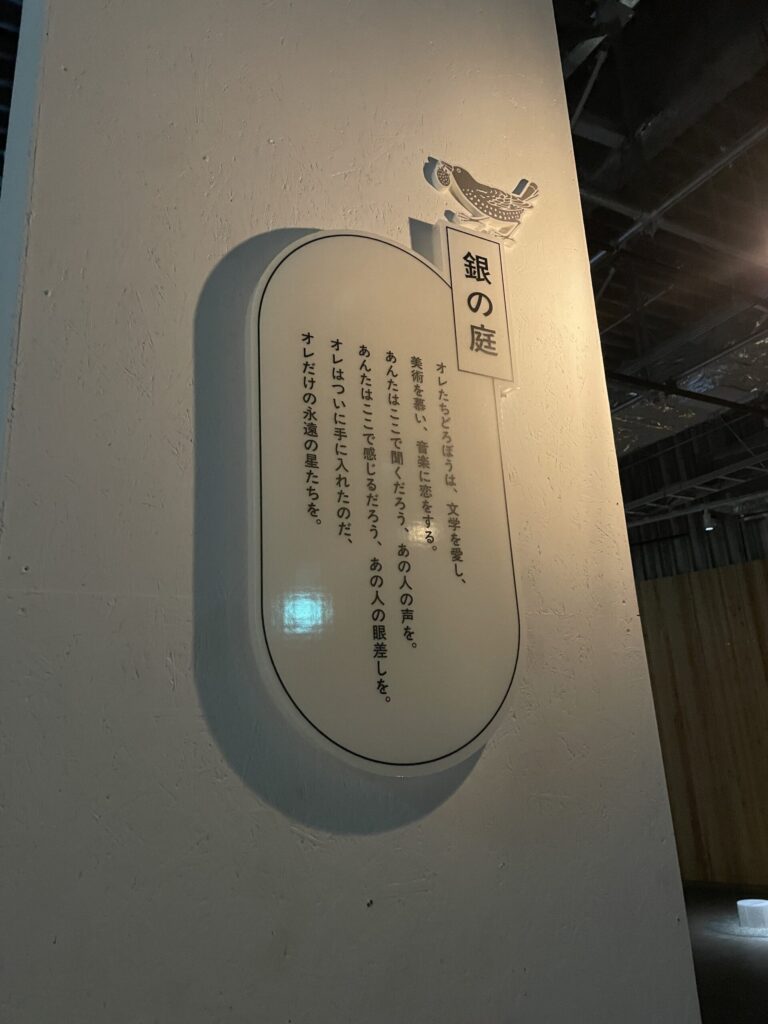 銀の庭
オレたちどろぼうは、文学を愛し、
美術を慕い、音楽に恋をする。
あんたはここで聞くだろう、あの人の声を。
あんたはここで感じるだろう、あの人の眼差しを。
オレはついに手に入れたのだ、
オレだけの永遠の星たちを。